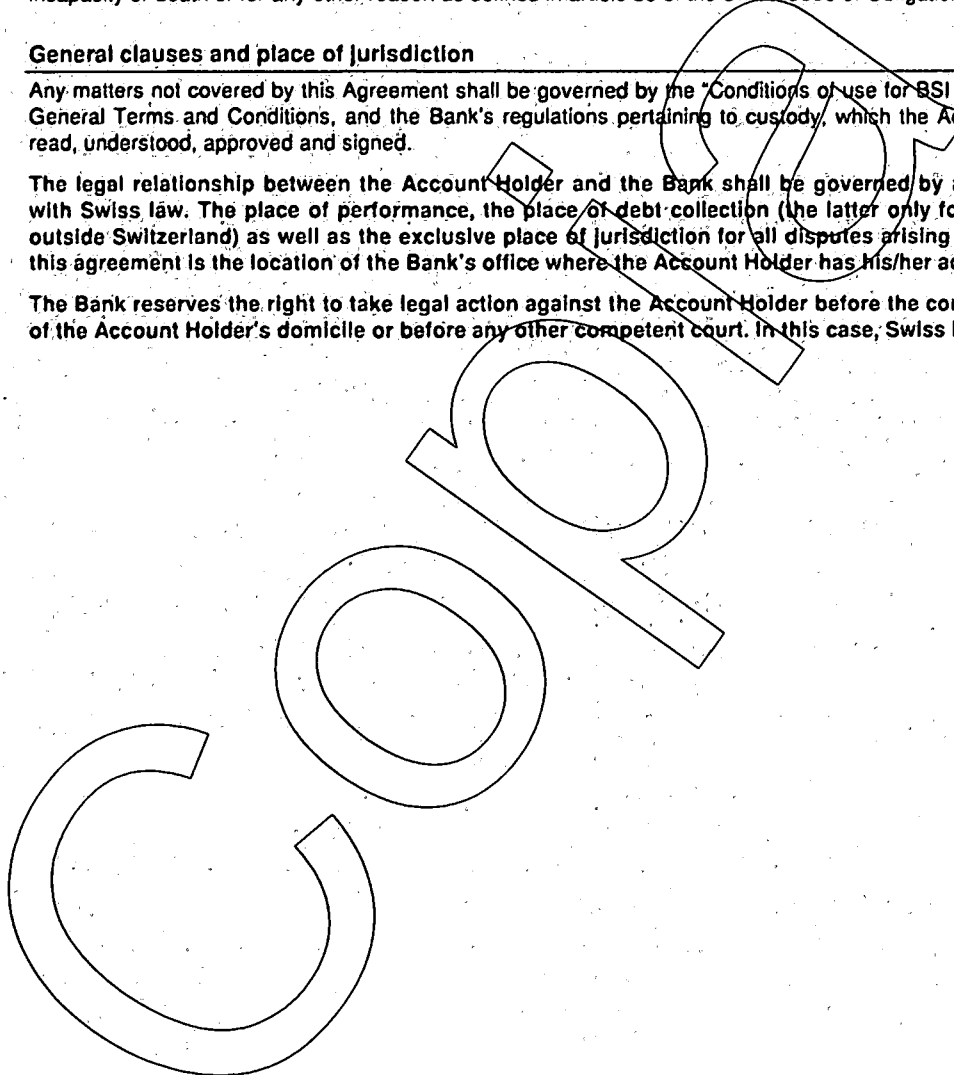 General clauses and place of jurisdiction
Any matters not covered by this Agreement shall be governed by the "Conditions of use for BSI
General Terms and Conditions, and the Bank's regulations pertaining to custody, which the
read, understood, approved and signed.
The legal relationship between the Account Holder and the Bank shall be governed by
with Swiss law. The place of performance, the place of debt collection (the latter only
outside Switzerland) as well as the exclusive place of jurisdiction for all disputes arising
this agreement is the location of the Bank's office where the Account Holder has his/her
The Bank reserves the right to take legal action against the Account Holder before the
of the Account Holder's domicile or before any other competent court. In this case, Swiss
Copia